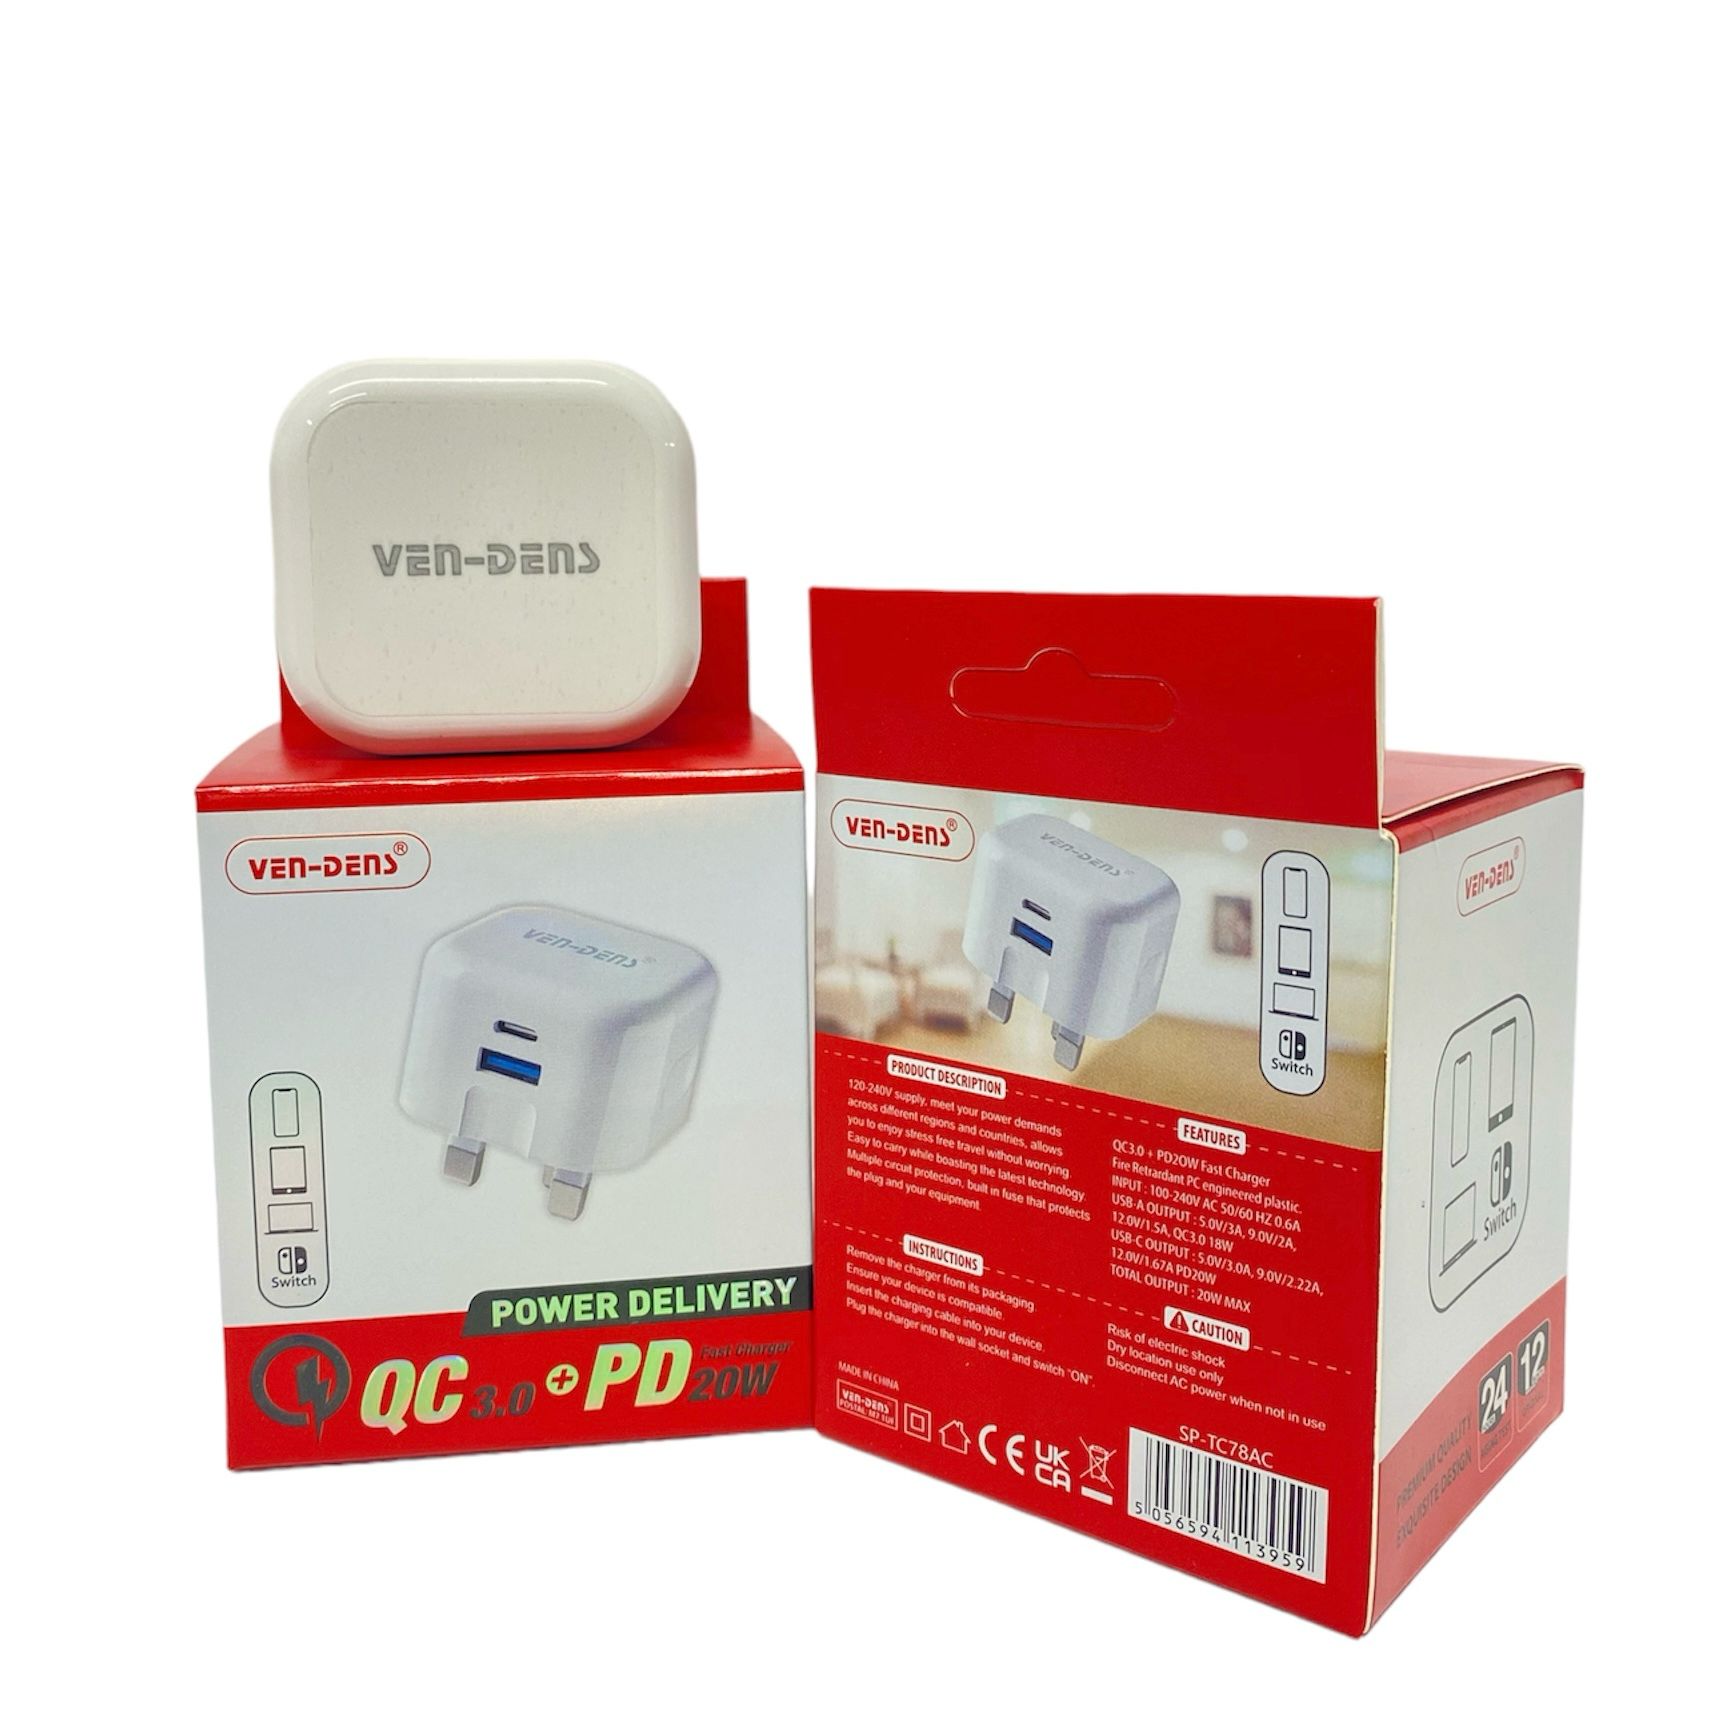 VEN-DENS
VEN-DENS®
VEN-DENS®
Switch
POWER DELIVERY
QC 3.0 + PD Fast Charger 20W
VEN-DENS®
VEN-DENS®
Switch
PRODUCT DESCRIPTION
120-240V supply, meet your power demands
across different regions and countries, allows
you to enjoy stress free travel without worrying.
Easy to carry while boasting the latest technology.
Multiple circuit protection, built in fuse that protects
the plug and your equipment.
INSTRUCTIONS
Remove the charger from its packaging.
Ensure your device is compatible.
Insert the charging cable into your device.
Plug the charger into the wall socket and switch "ON".
FEATURES
QC3.0 + PD20W Fast Charger
Fire Retrardant PC engineered plastic.
INPUT : 100-240V AC 50/60 HZ 0.6A
USB-A OUTPUT : 5.0V/3A, 9.0V/2A,
12.0V/1.5A, QC3.0 18W
USB-C OUTPUT : 5.0V/3.0A, 9.0V/2.22A,
12.0V/1.67A PD20W
TOTAL OUTPUT : 20W MAX
CAUTION
Risk of electric shock
Dry location use only
Disconnect AC power when not in use
MADE IN CHINA
VEN-DENS
POSTAL: M7 1UF
CE
UK
CA
SP-TC78AC
5 056594 113959
VEN-DENS®
Switch
PREMIUM QUALITY
EXQUISITE DESIGN
24
12